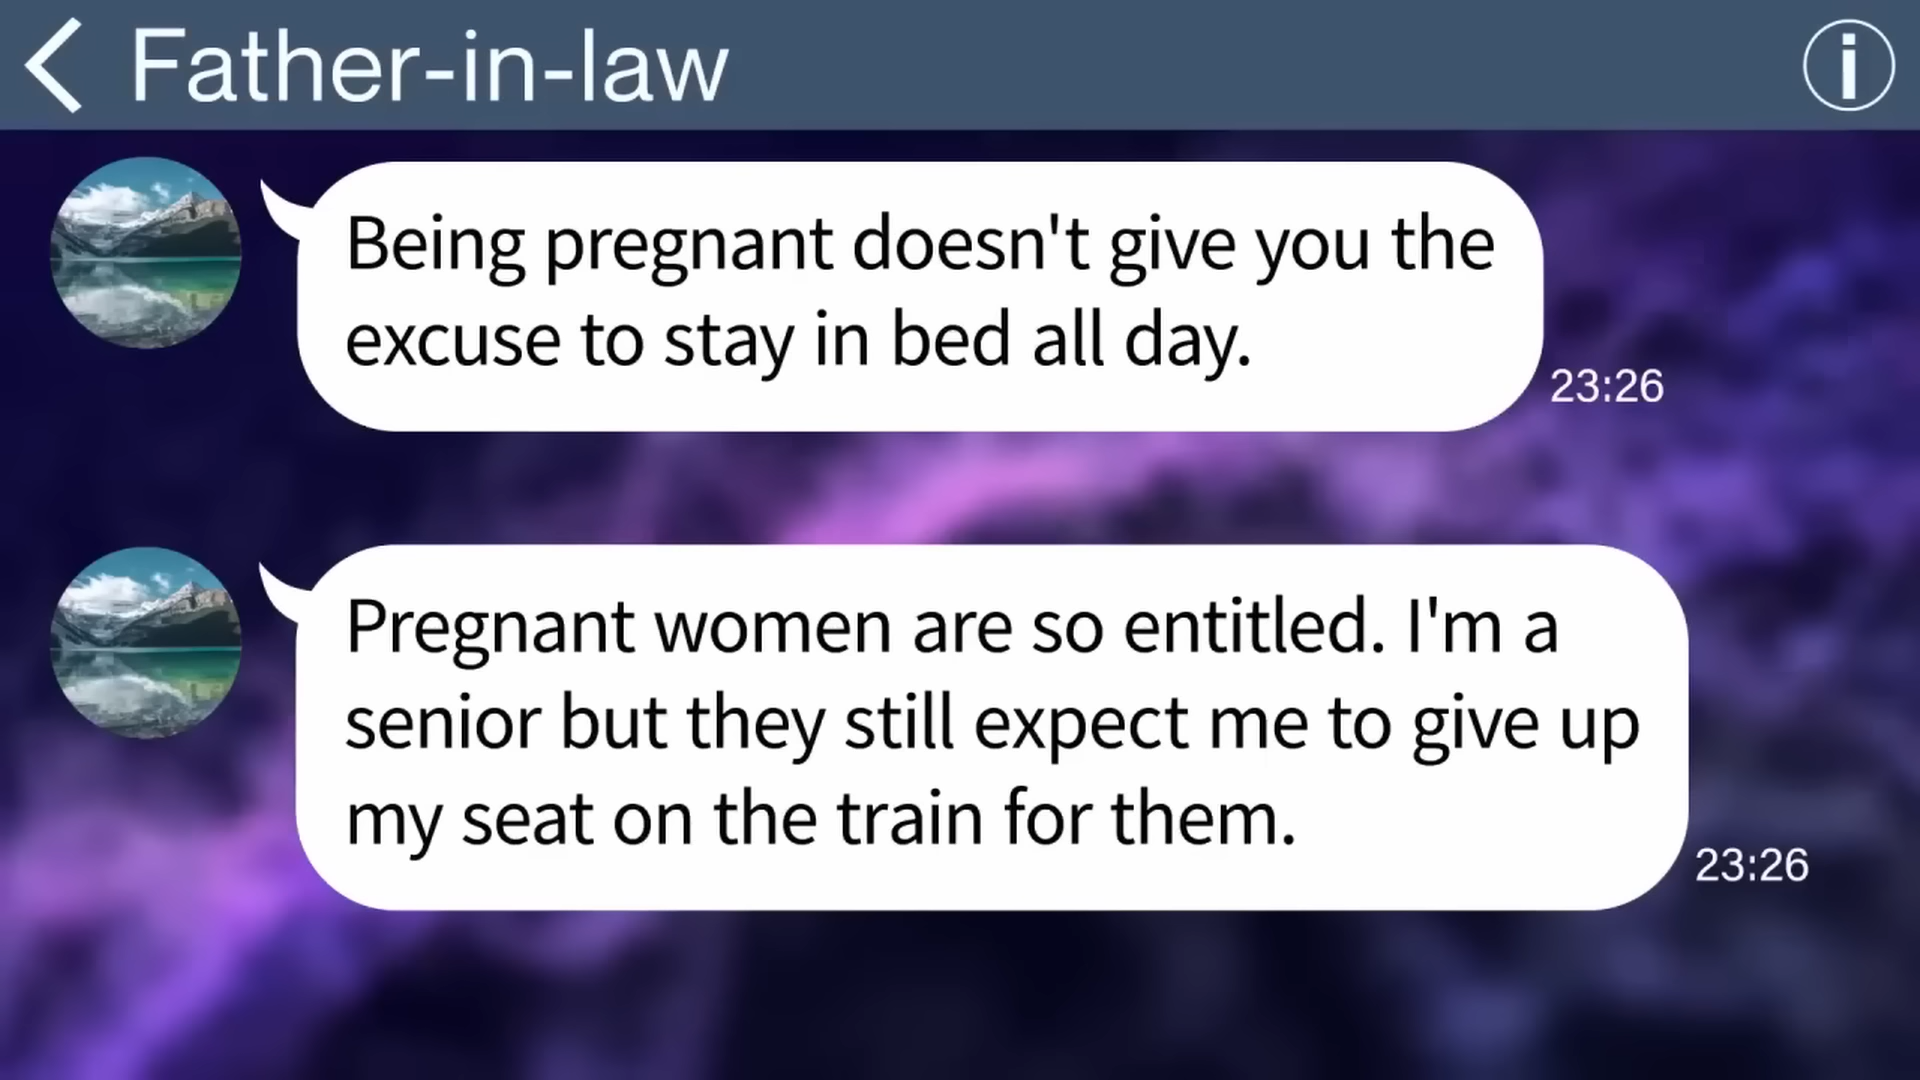 Father-in-law
Being pregnant doesn't give you the
excuse to stay in bed all day.
23:26
Pregnant women are so entitled. I'm a
senior but they still expect me to give up
my seat on the train for them.
23:26